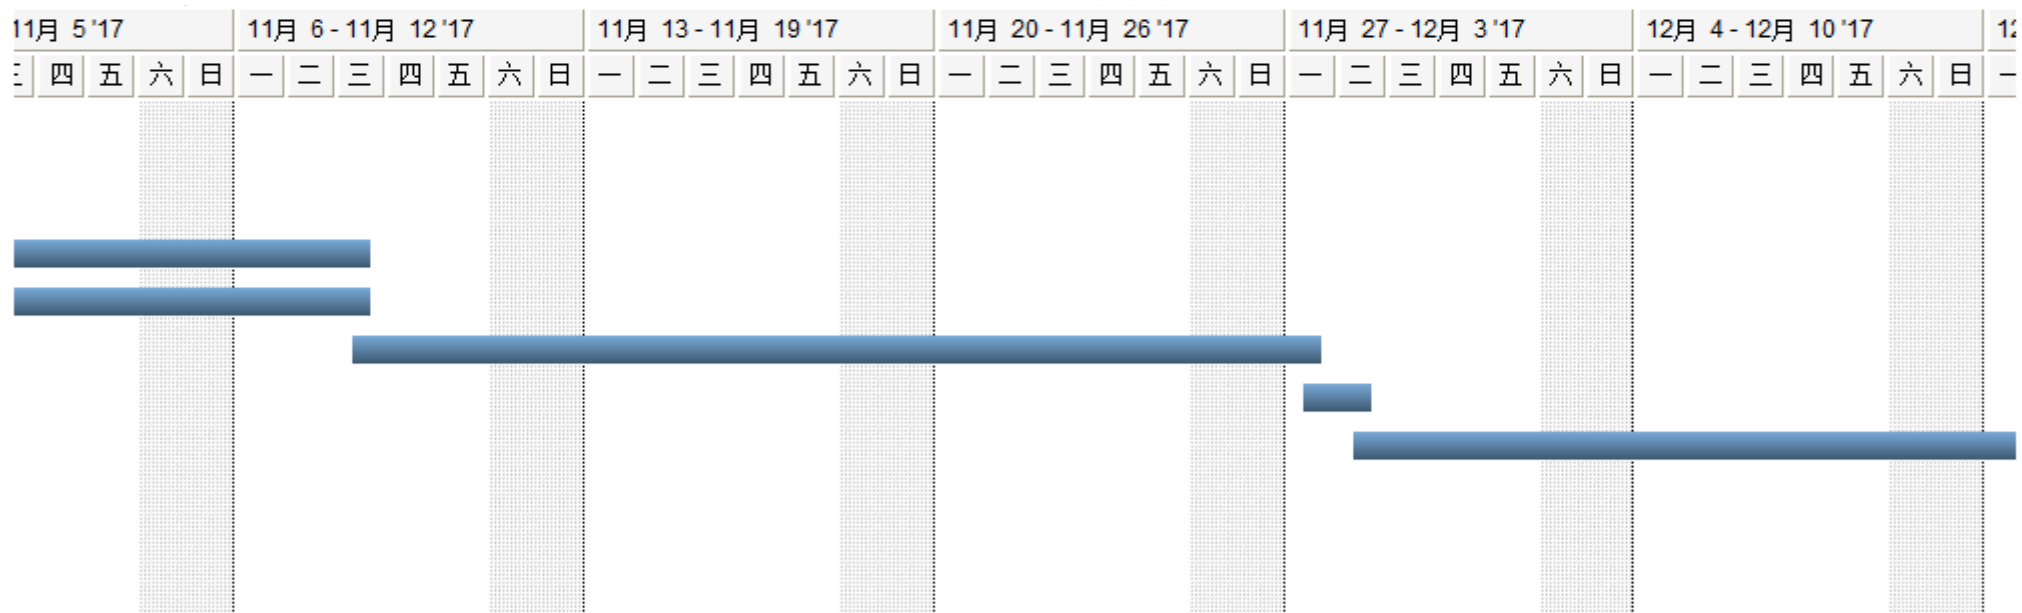 11月 5 '17 11月 6 - 11月 12 '17 11月 13 - 11月 19 '17 11月 20 - 11月 26 '17 11月 27 - 12月 3 '17 12月 4 - 12月 10 '17 12
三 四 五 六 日 一 二 三 四 五 六 日 一 二 三 四 五 六 日 一 二 三 四 五 六 日 一 二 三 四 五 六 日 一 二 三 四 五 六 日 一